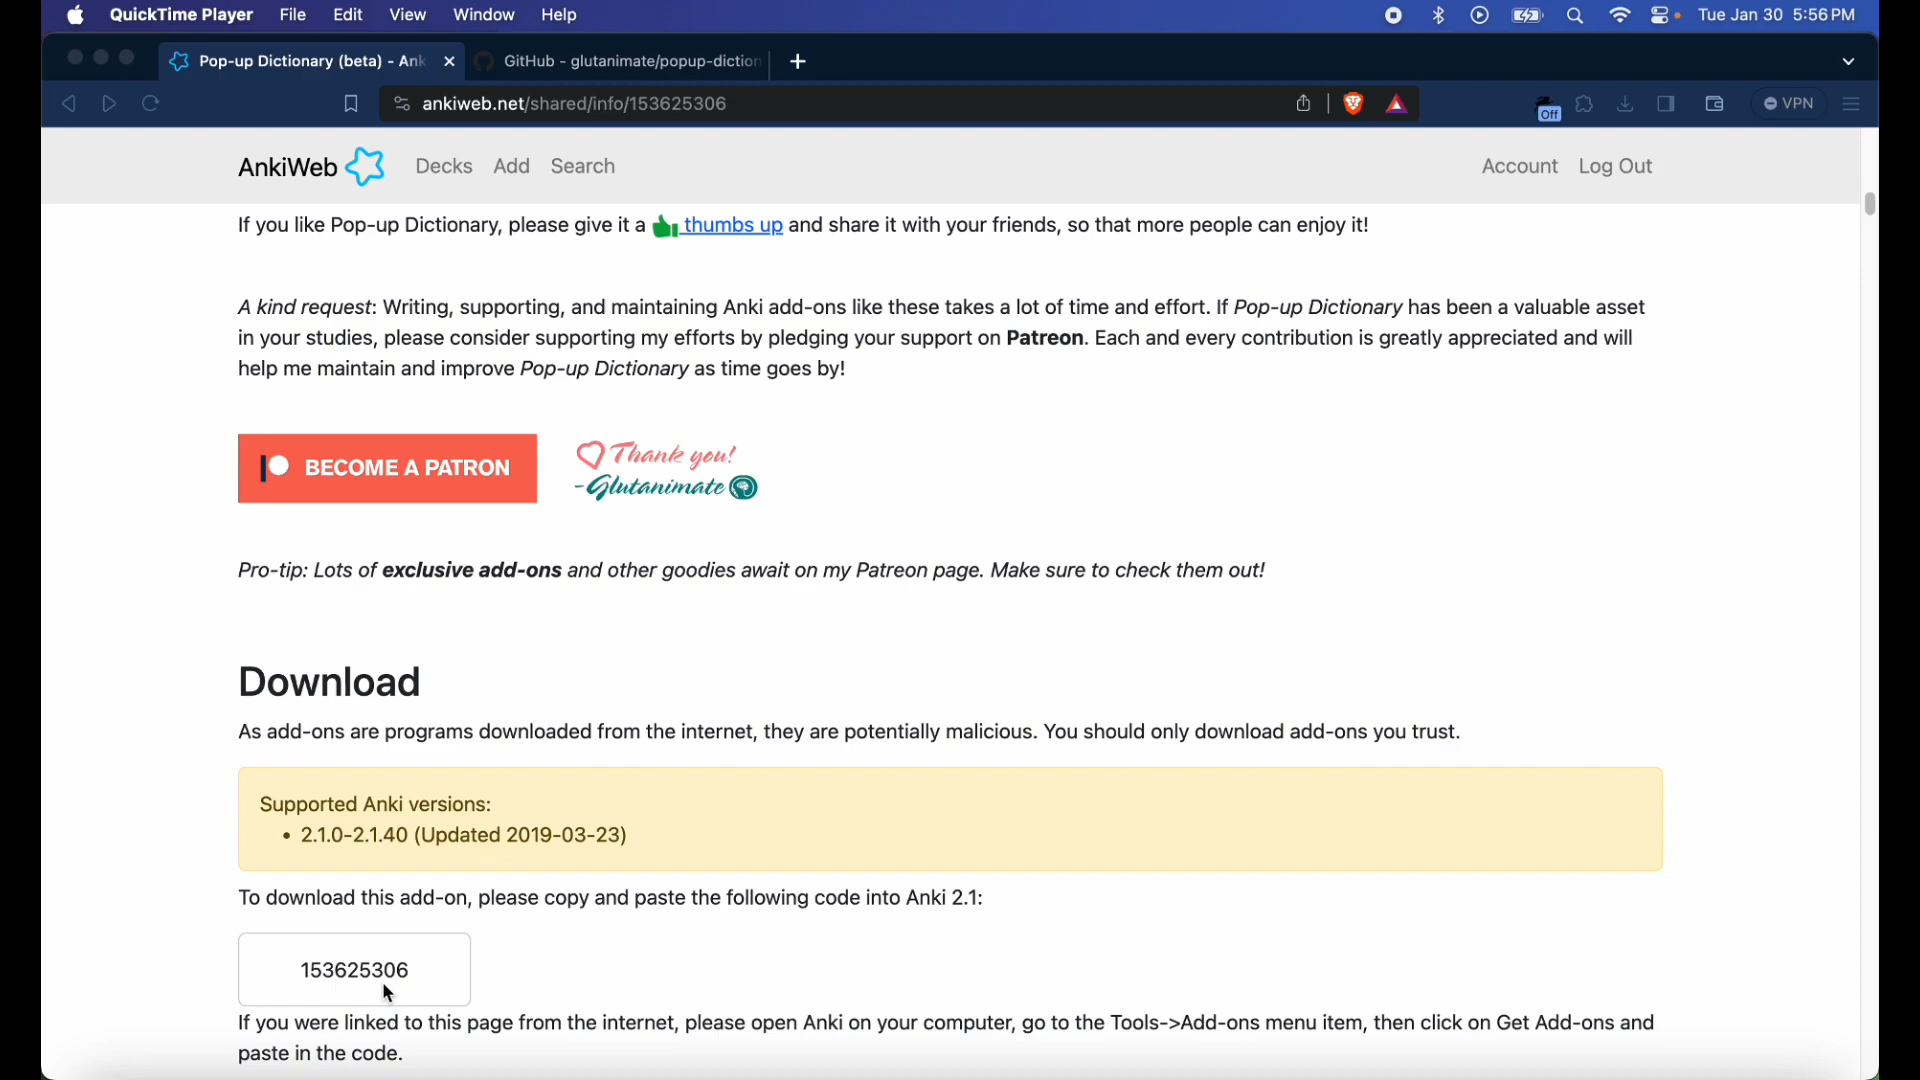 QuickTime Player File Edit View Window Help Tue Jan 30 5:56 PM
Pop-up Dictionary (beta) - Ank GitHub - glutanimate/popup-diction
ankiweb.net/shared/info/153625306 Off VPN
AnkiWeb Decks Add Search Account Log Out
If you like Pop-up Dictionary, please give it a thumbs up and share it with your friends, so that more people can enjoy it!
A kind request: Writing, supporting, and maintaining Anki add-ons like these takes a lot of time and effort. If Pop-up Dictionary has been a valuable asset
in your studies, please consider supporting my efforts by pledging your support on Patreon. Each and every contribution is greatly appreciated and will
help me maintain and improve Pop-up Dictionary as time goes by!
BECOME A PATRON
Thank you!
-Glutanimate
Pro-tip: Lots of exclusive add-ons and other goodies await on my Patreon page. Make sure to check them out!
Download
As add-ons are programs downloaded from the internet, they are potentially malicious. You should only download add-ons you trust.
Supported Anki versions:
• 2.1.0-2.1.40 (Updated 2019-03-23)
To download this add-on, please copy and paste the following code into Anki 2.1:
153625306
If you were linked to this page from the internet, please open Anki on your computer, go to the Tools->Add-ons menu item, then click on Get Add-ons and
paste in the code.